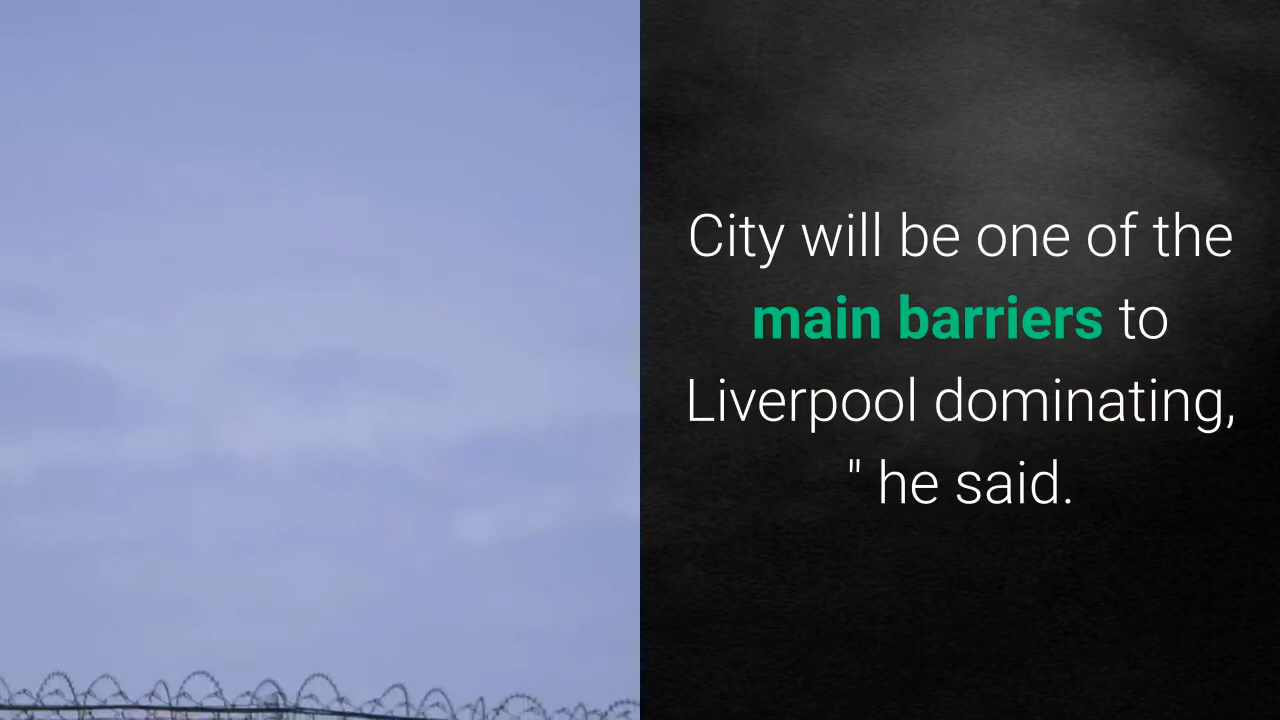 City will be one of the
main barriers to
Liverpool dominating,
" he said.